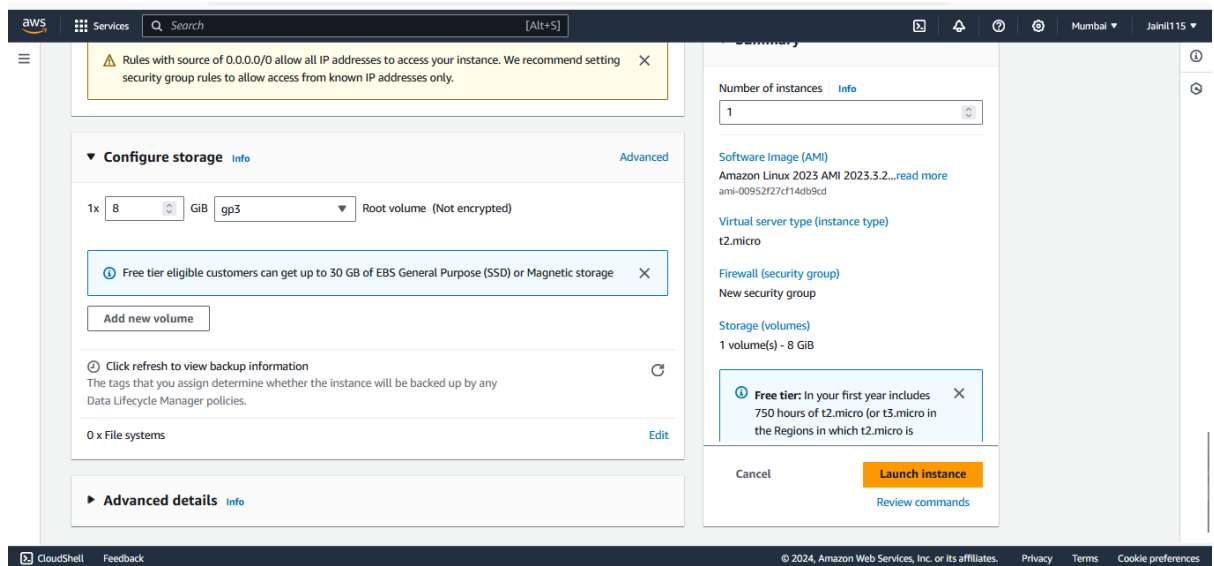 aws
Services
Search
[Alt+S]
Mumbai ▼
Jainil115 ▼
Rules with source of 0.0.0.0/0 allow all IP addresses to access your instance. We recommend setting
security group rules to allow access from known IP addresses only.
Configure storage Info
Advanced
1x 8 GiB gp3 Root volume (Not encrypted)
Free tier eligible customers can get up to 30 GB of EBS General Purpose (SSD) or Magnetic storage
Add new volume
Click refresh to view backup information
The tags that you assign determine whether the instance will be backed up by any
Data Lifecycle Manager policies.
0 x File systems
Edit
Advanced details Info
Summary
Number of instances Info
1
Software Image (AMI)
Amazon Linux 2023 AMI 2023.3.2...read more
ami-00952f27cf14db9cd
Virtual server type (instance type)
t2.micro
Firewall (security group)
New security group
Storage (volumes)
1 volume(s) - 8 GiB
Free tier: In your first year includes
750 hours of t2.micro (or t3.micro in
the Regions in which t2.micro is
Cancel
Launch instance
Review commands
CloudShell
Feedback
© 2024, Amazon Web Services, Inc. or its affiliates.
Privacy
Terms
Cookie preferences